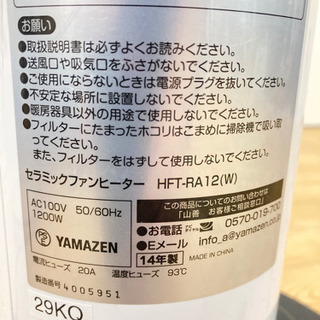 お願い
●取扱説明書は必ずよくお読みください。
●送風口や吸気口をふさがないでください。
●ご使用にならないときは電源プラグを抜いてください。
●不安定な場所に設置しないでください。
●暖房器具以外の用途で使用しないでください。
●フィルターにたまったホコリはこまめに掃除機で吸い取ってください。
また、フィルターをはずして使用しないでください。
セラミックファンヒーター HFT-RA12(W)
AC100V 50/60Hz
1200W
PSE YAMAZEN
電流ヒューズ 20A 温度ヒューズ 93℃
製造番号 4005951
この商品についてのお問い合わせは
「山善 お客様ご相談窓口」
●お電話 0570-019-700
●Eメール info_a@yamazen.co.jp
14年製 MADE IN CHINA
29KQ